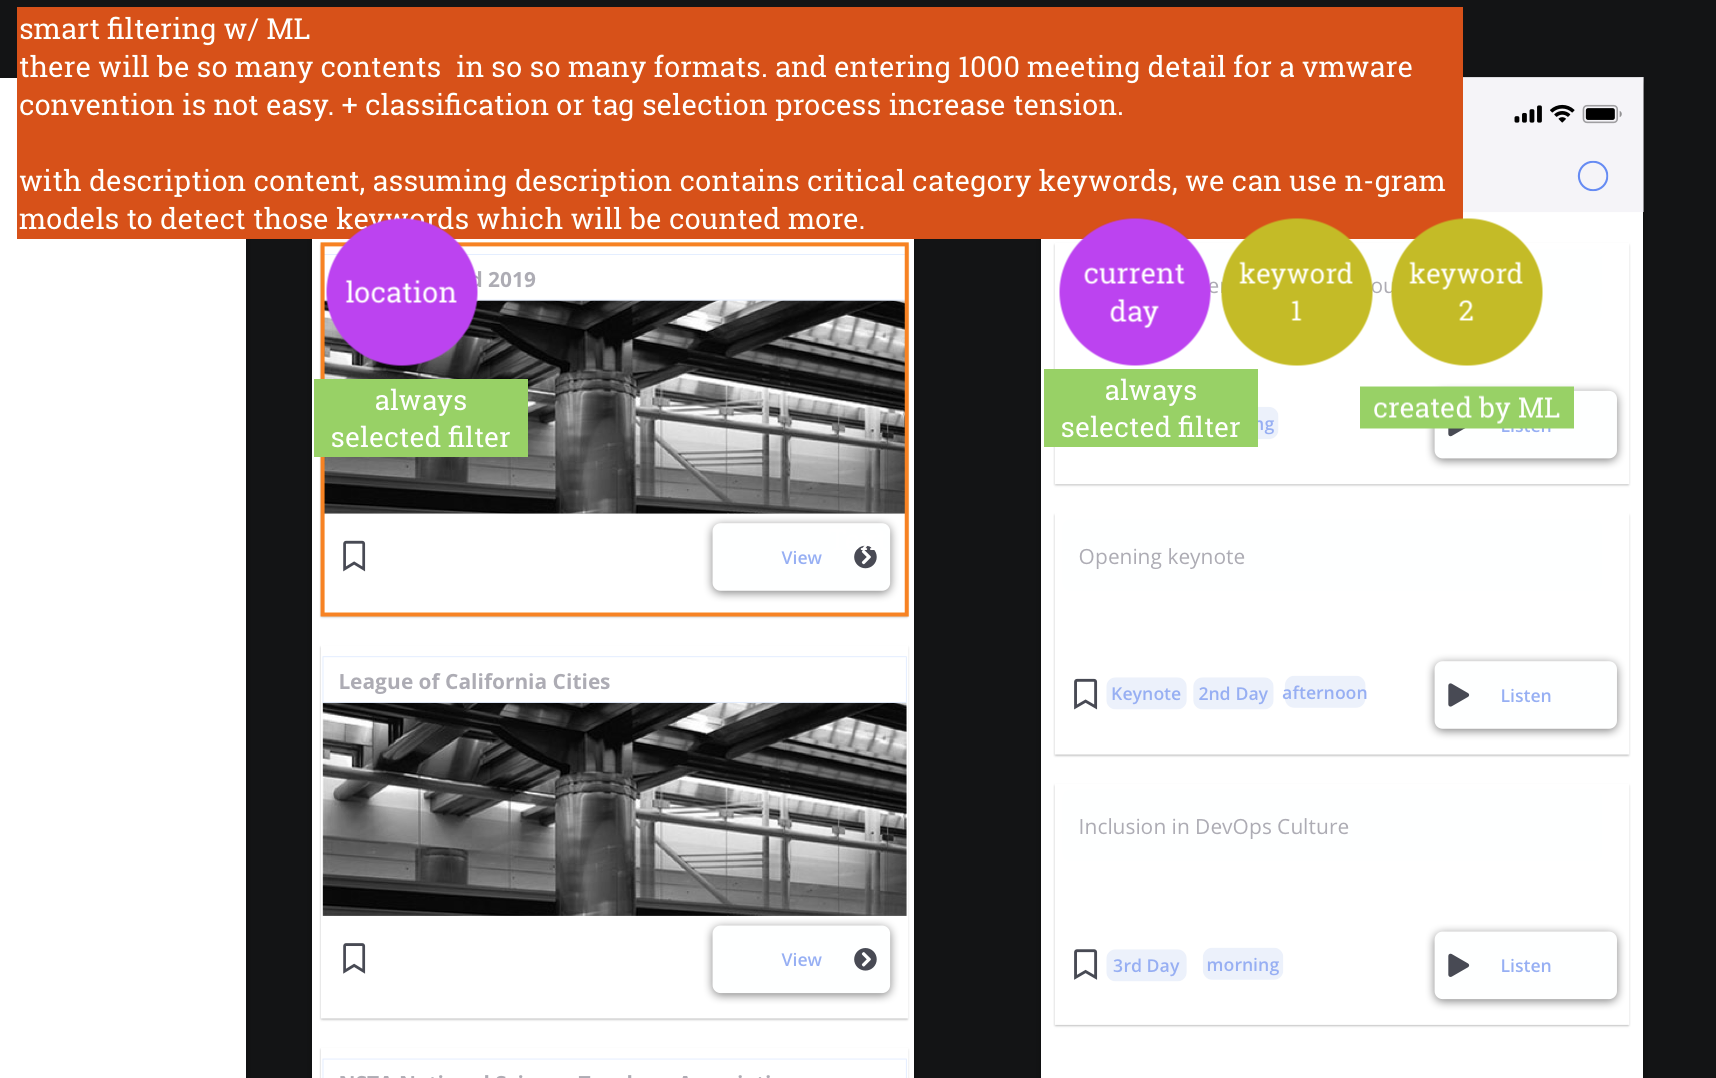 smart filtering w/ ML
there will be so many contents  in so so many formats. and entering 1000 meeting detail for a vmware
convention is not easy. + classification or tag selection process increase tension.
with description content, assuming description contains critical category keywords, we can use n-gram
models to detect those keywords which will be counted more.
location
2019
always
selected filter
View
League of California Cities
View
current
day
keyword
1
keyword
2
always
selected filter
created by ML
Listen
Opening keynote
Keynote 2nd Day afternoon
Listen
Inclusion in DevOps Culture
3rd Day morning
Listen